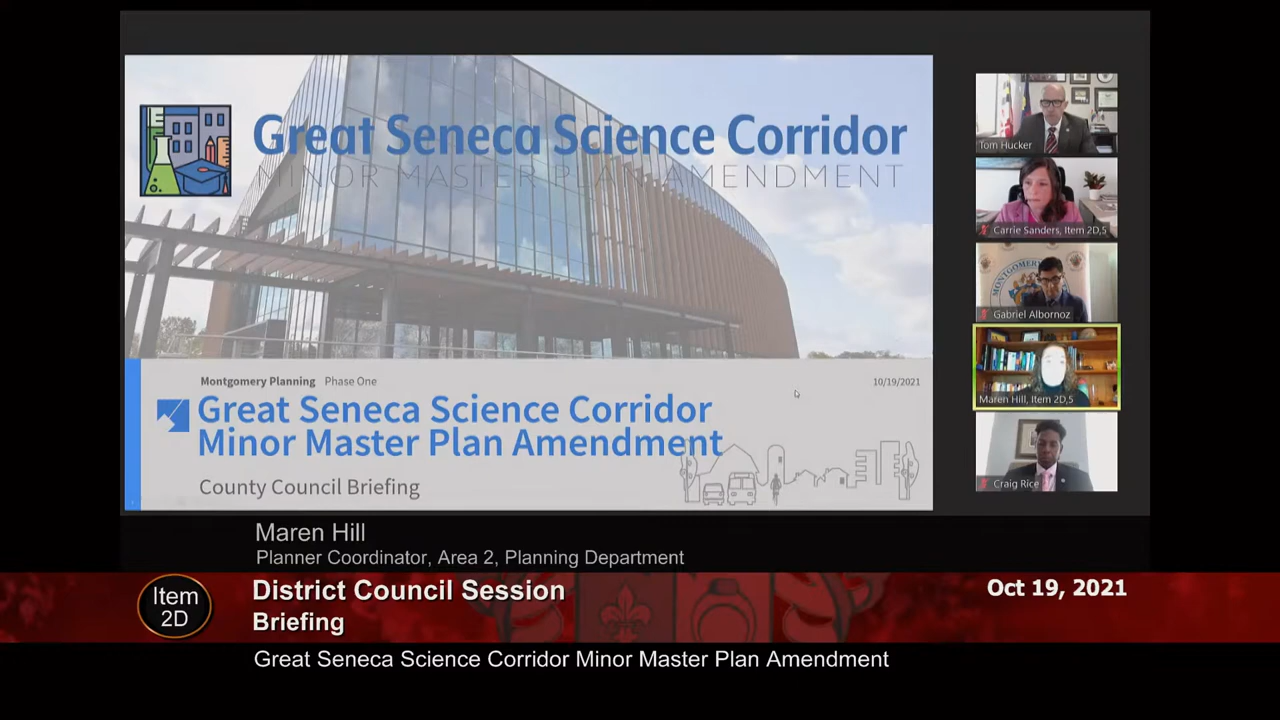 Great Seneca Science Corridor
MINOR MASTER PLAN AMENDMENT
Montgomery Planning Phase One
10/19/2021
Great Seneca Science Corridor
Minor Master Plan Amendment
County Council Briefing
Tom Hucker
Carrie Sanders, Item 2D,5
MONTGOMERY
Gabriel Albornoz
Maren Hill, Item 2D,5
Craig Rice
Maren Hill
Planner Coordinator, Area 2, Planning Department
Item
2D
District Council Session
Briefing
Oct 19, 2021
Great Seneca Science Corridor Minor Master Plan Amendment